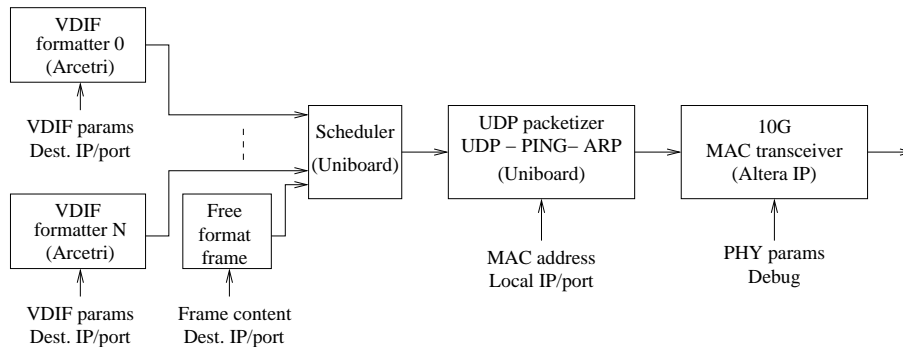 VDIF
formatter 0
(Arcetri)
VDIF params
Dest. IP/port
VDIF
formatter N
(Arcetri)
VDIF params
Dest. IP/port
Free
format
frame
Frame content
Dest. IP/port
Scheduler
(Uniboard)
UDP packetizer
UDP – PING– ARP
(Uniboard)
MAC address
Local IP/port
10G
MAC transceiver
(Altera IP)
PHY params
Debug